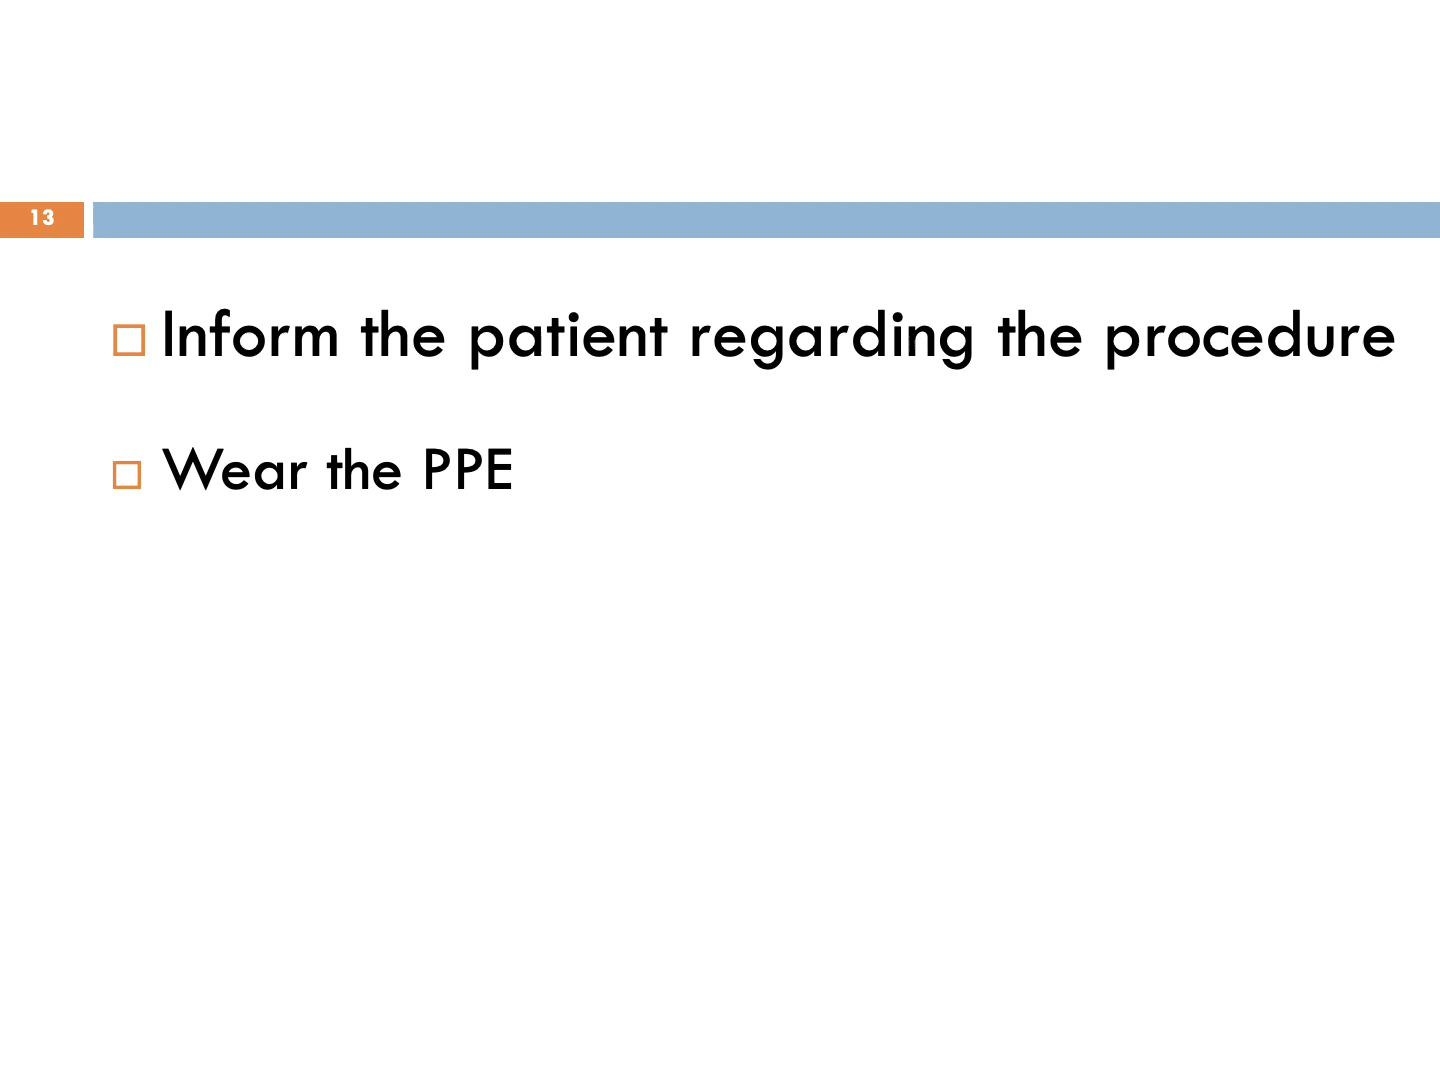 13
Inform the patient regarding the procedure
Wear the PPE